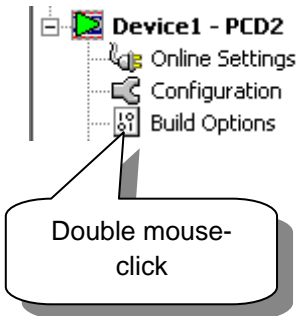 Device1 - PCD2
Online Settings
Configuration
Build Options
Double mouse-
click